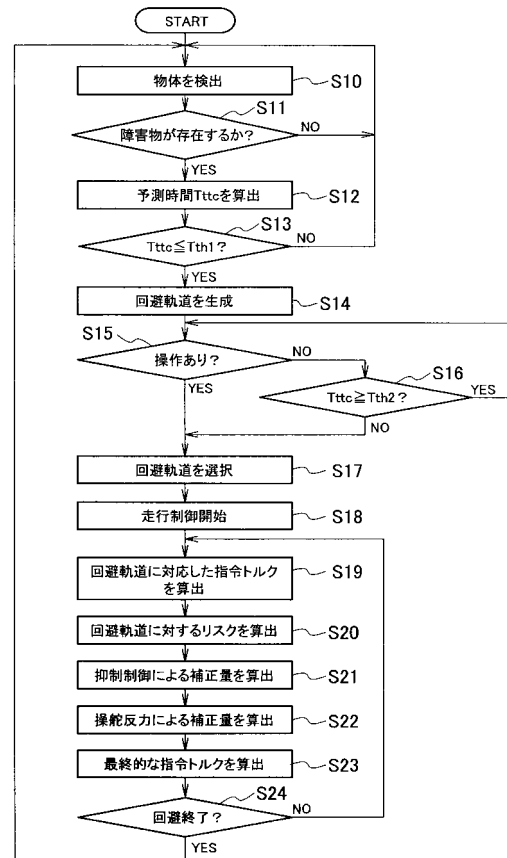 START
物体を検出
S10
S11
障害物が存在するか?
NO
YES
予測時間Tttcを算出
S12
S13
Tttc≦Tth1?
NO
YES
回避軌道を生成
S14
S15
操作あり?
NO
S16
YES
Tttc≧Tth2?
YES
NO
回避軌道を選択
S17
走行制御開始
S18
回避軌道に対応した指令トルク
を算出
S19
回避軌道に対するリスクを算出
S20
抑制制御による補正量を算出
S21
操舵反力による補正量を算出
S22
最終的な指令トルクを算出
S23
S24
回避終了?
NO
YES